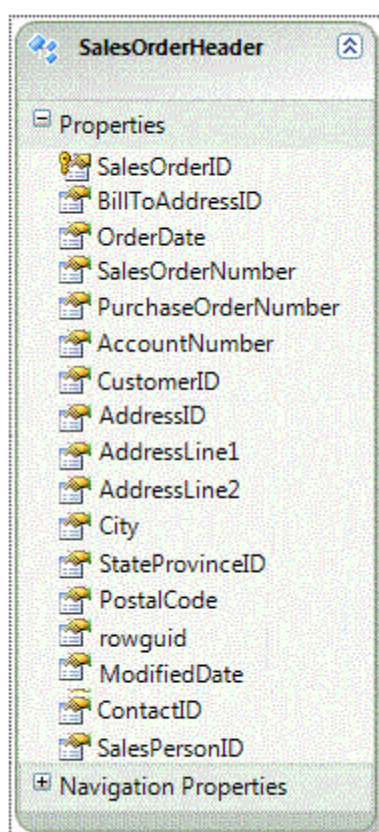 SalesOrderHeader
Properties
SalesOrderID
BillToAddressID
OrderDate
SalesOrderNumber
PurchaseOrderNumber
AccountNumber
CustomerID
AddressID
AddressLine1
AddressLine2
City
StateProvinceID
PostalCode
rowguid
ModifiedDate
ContactID
SalesPersonID
Navigation Properties